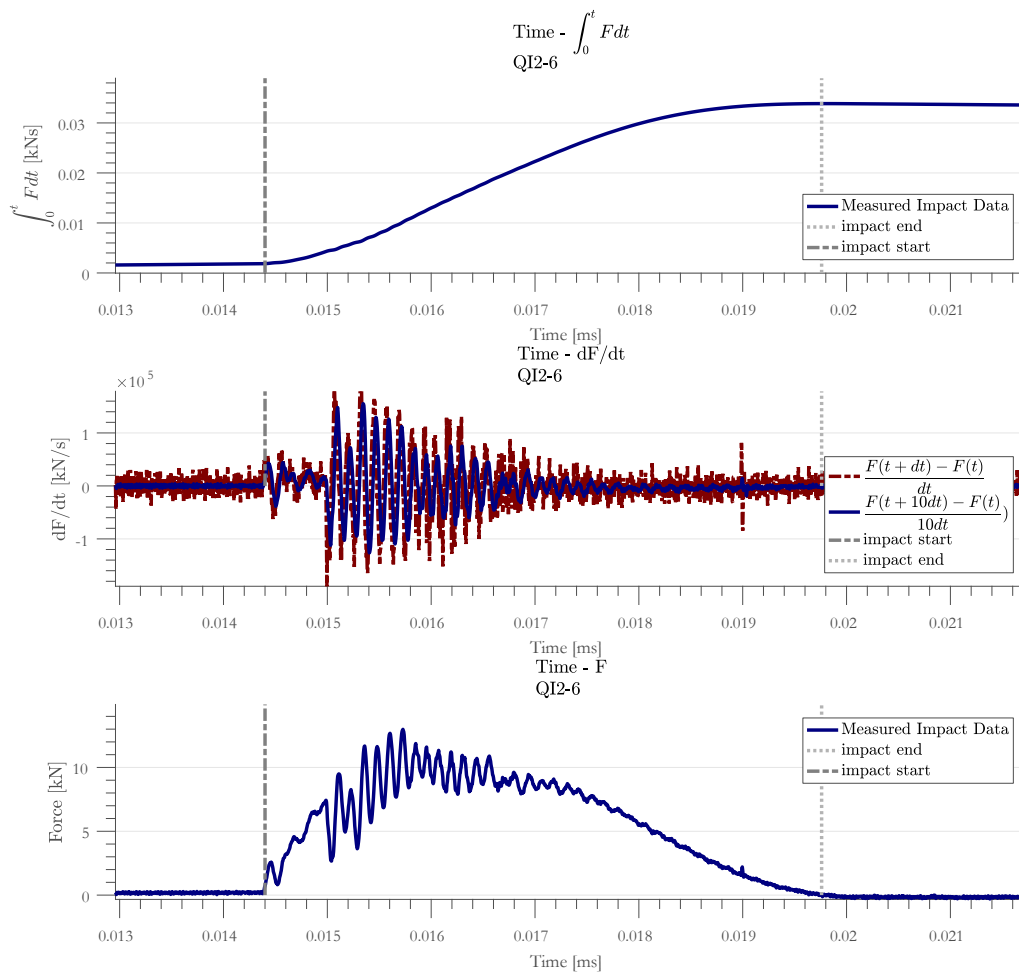 Time - ∫₀ᵗ Fdt
QI2-6
∫₀ᵗ Fdt [kNs]
0.03
0.02
0.01
0
Measured Impact Data
impact end
impact start
0.013 0.014 0.015 0.016 0.017 0.018 0.019 0.02 0.021
Time [ms]
Time - dF/dt
QI2-6
×10⁵
dF/dt [kN/s]
1
0
-1
F(t + dt) − F(t)
dt
F(t + 10dt) − F(t)
10dt )
impact start
impact end
0.013 0.014 0.015 0.016 0.017 0.018 0.019 0.02 0.021
Time [ms]
Time - F
QI2-6
Force [kN]
10
5
0
Measured Impact Data
impact end
impact start
0.013 0.014 0.015 0.016 0.017 0.018 0.019 0.02 0.021
Time [ms]